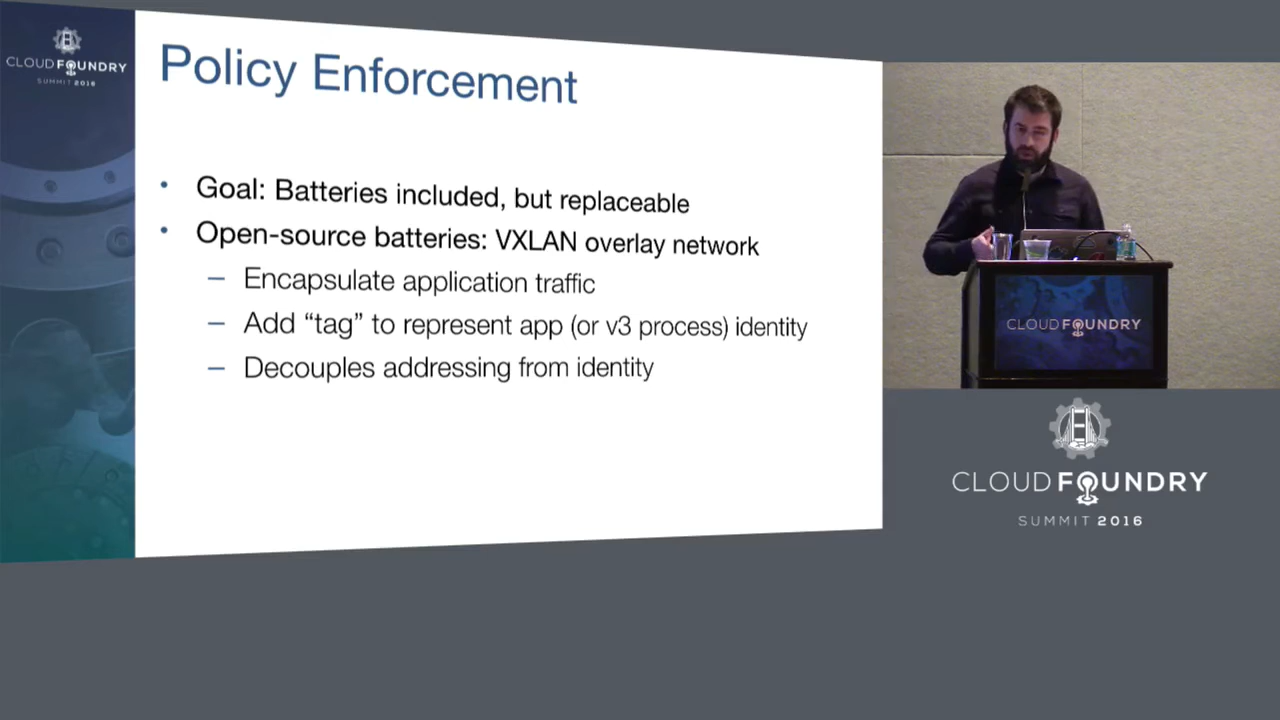 CLOUD FOUNDRY
SUMMIT 2016
Policy Enforcement
• Goal: Batteries included, but replaceable
• Open-source batteries: VXLAN overlay network
– Encapsulate application traffic
– Add “tag” to represent app (or v3 process) identity
– Decouples addressing from identity
CLOUD FOUNDRY
CLOUD FOUNDRY
SUMMIT 2016